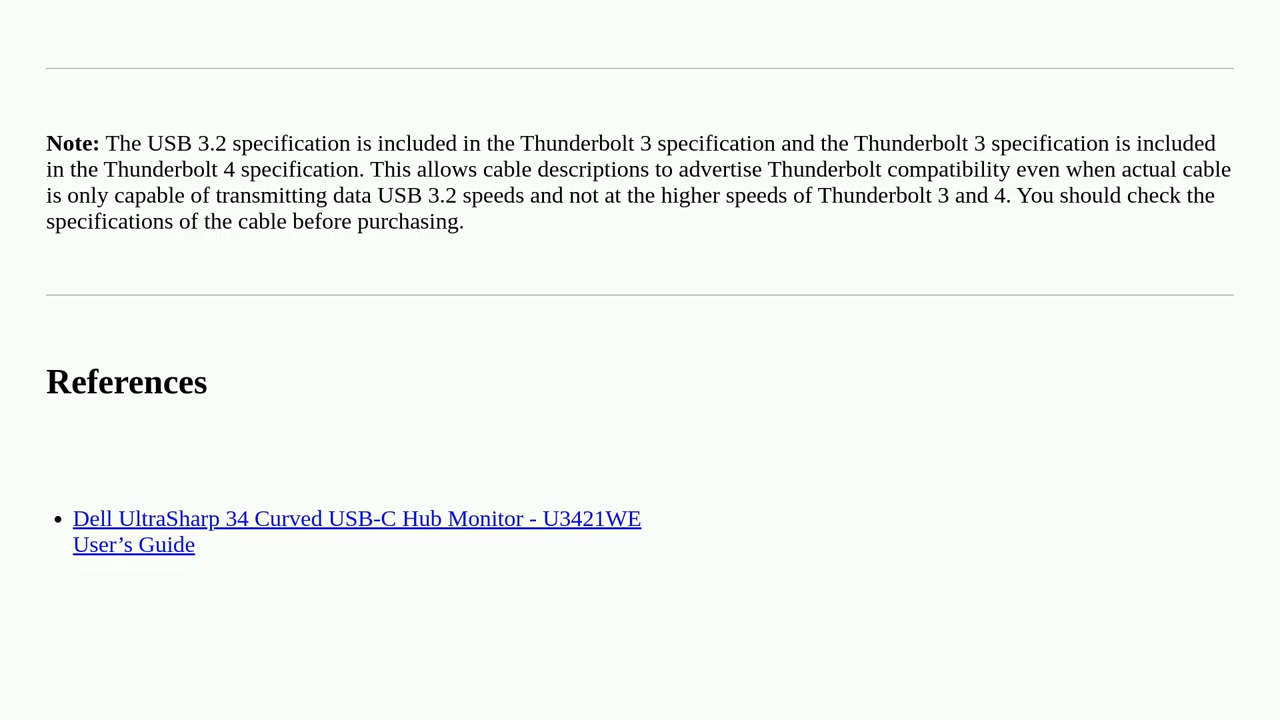 Note: The USB 3.2 specification is included in the Thunderbolt 3 specification and the Thunderbolt 3 specification is included
in the Thunderbolt 4 specification. This allows cable descriptions to advertise Thunderbolt compatibility even when actual cable
is only capable of transmitting data USB 3.2 speeds and not at the higher speeds of Thunderbolt 3 and 4. You should check the
specifications of the cable before purchasing.
References
• Dell UltraSharp 34 Curved USB-C Hub Monitor - U3421WE
User’s Guide